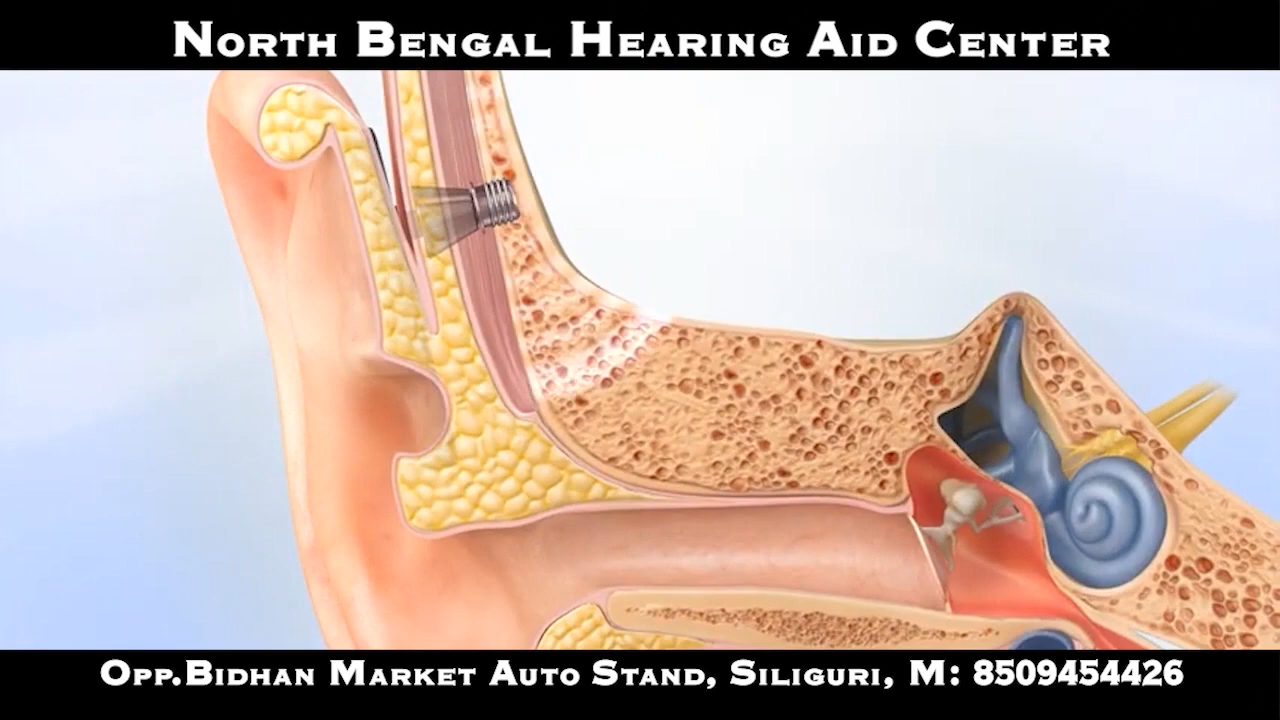 North Bengal Hearing Aid Center
Opp.Bidhan Market Auto Stand, Siliguri, M: 8509454426